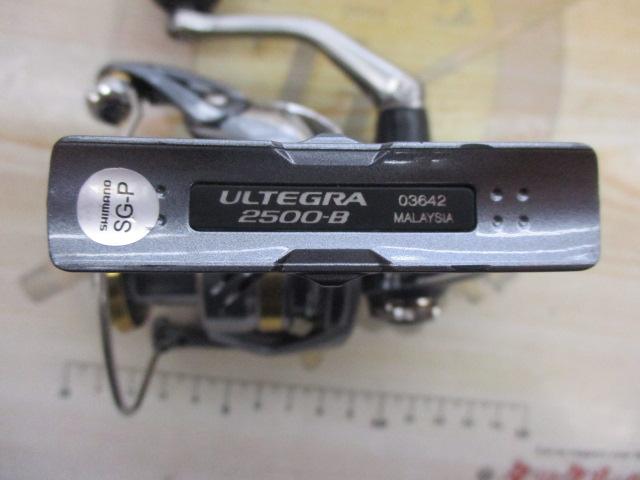 SHIMANO
SG-P
ULTEGRA
2500-B
03642
MALAYSIA